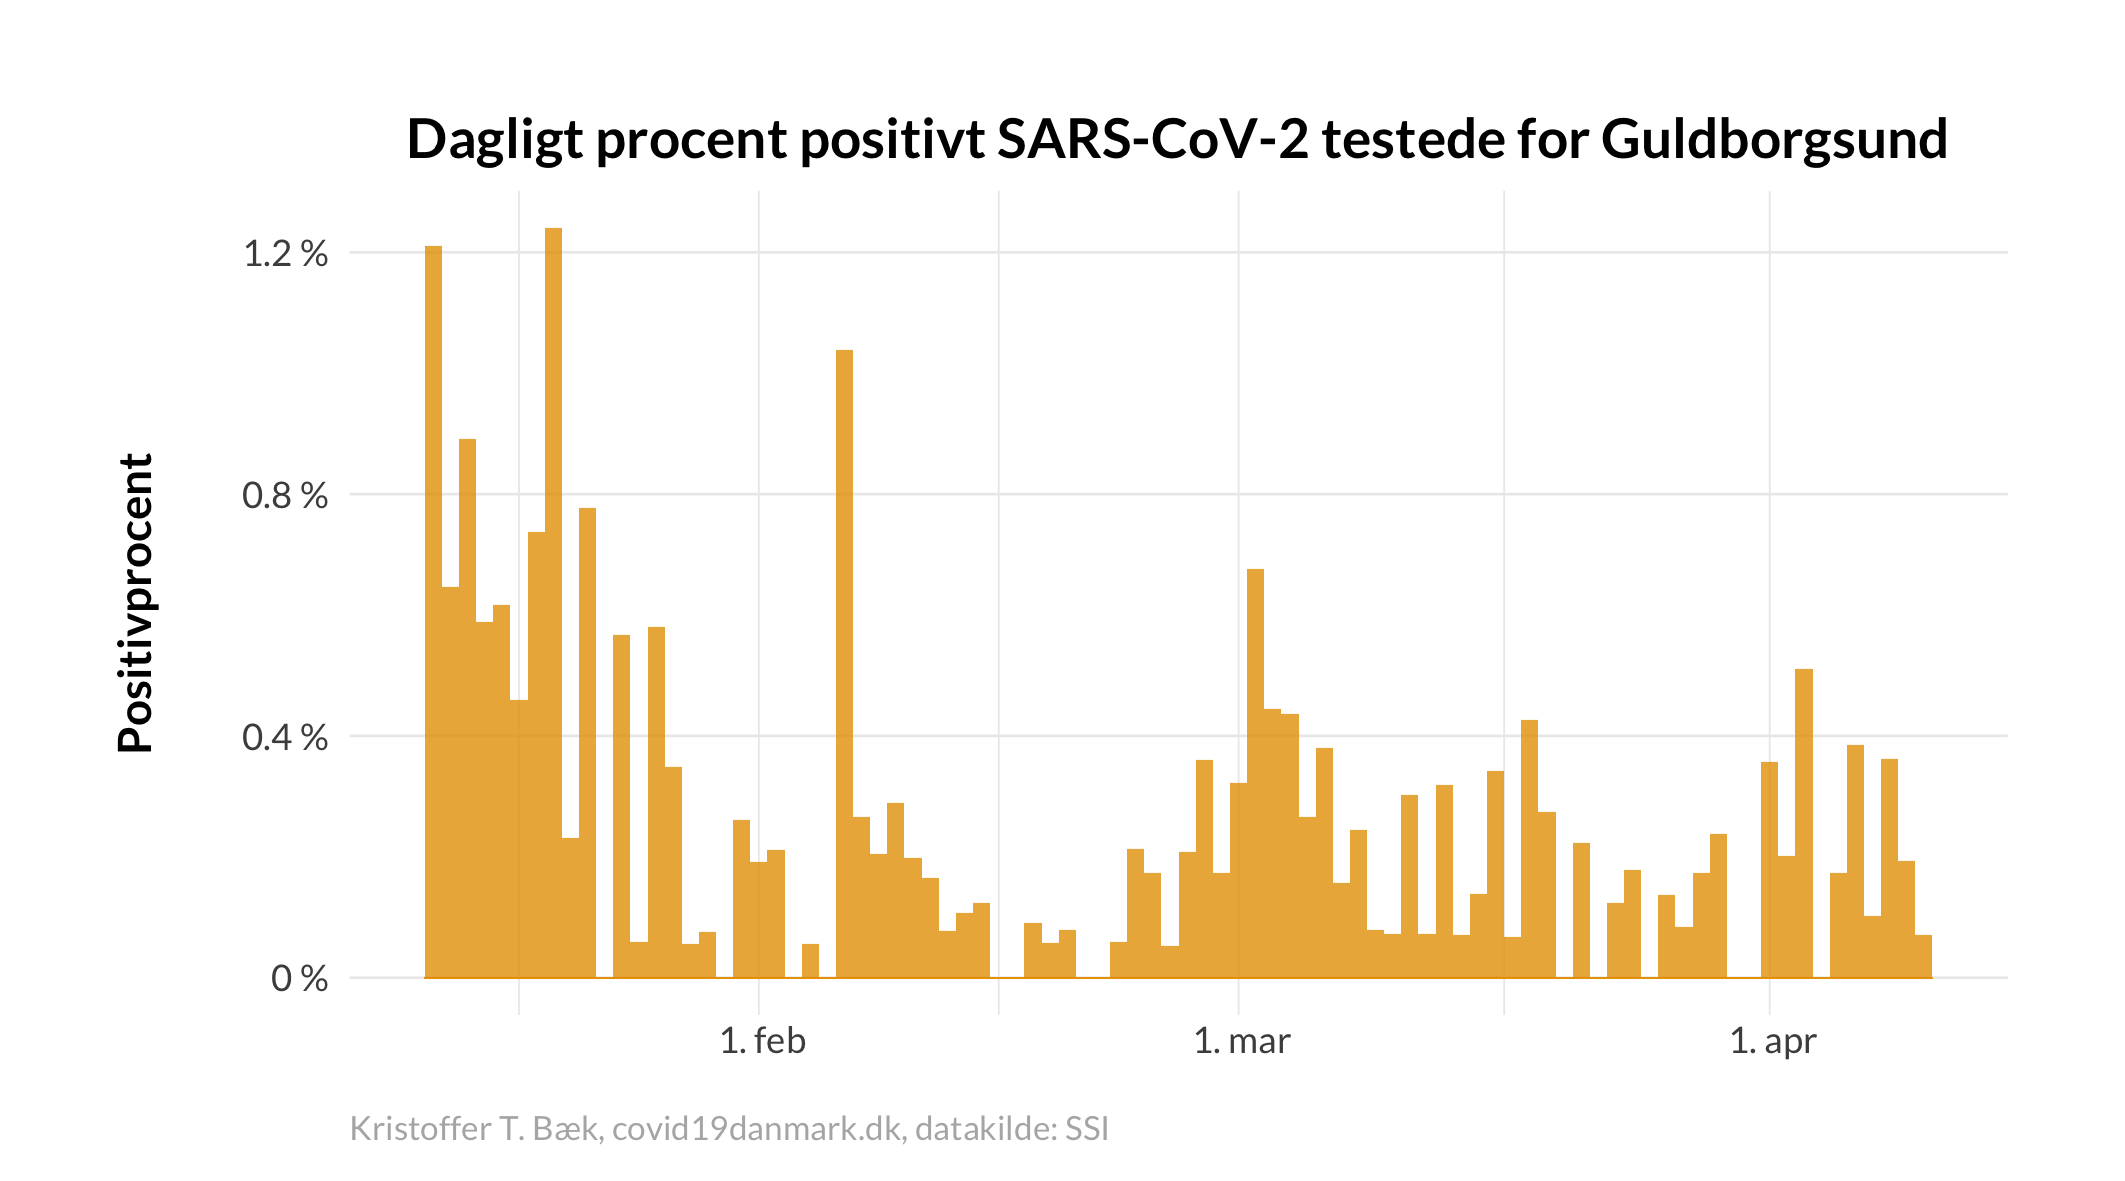 Dagligt procent positivt SARS-CoV-2 testede for Guldborgsund
Positivprocent
1.2 %
0.8 %
0.4 %
0 %
1. feb
1. mar
1. apr
Kristoffer T. Bæk, covid19danmark.dk, datakilde: SSI